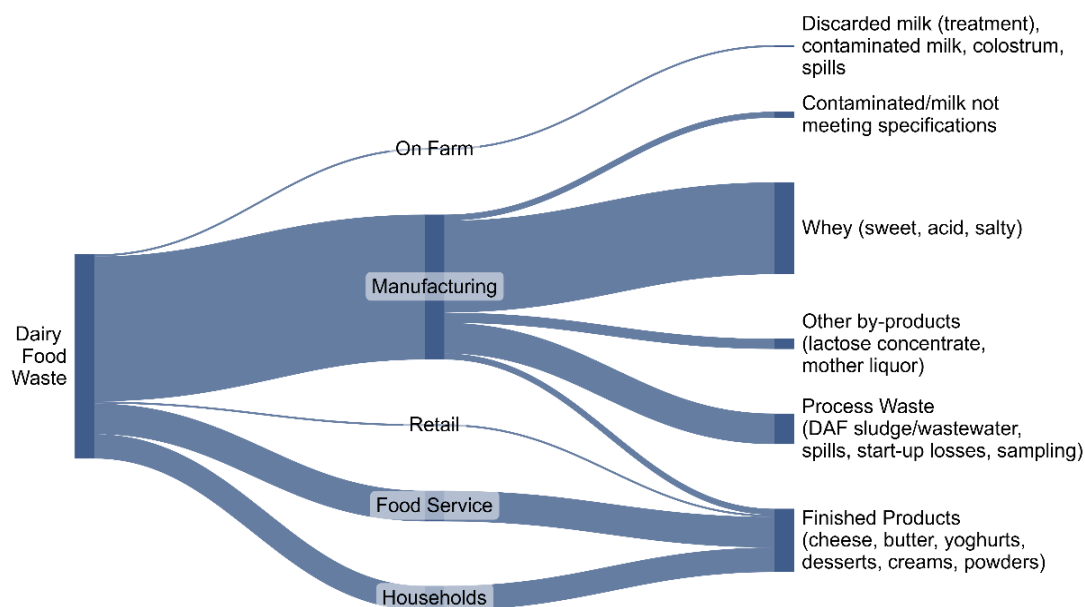 Discarded milk (treatment),
contaminated milk, colostrum,
spills
Contaminated/milk not
meeting specifications
On Farm
Whey (sweet, acid, salty)
Manufacturing
Dairy
Food
Waste
Other by-products
(lactose concentrate,
mother liquor)
Retail
Process Waste
(DAF sludge/wastewater,
spills, start-up losses, sampling)
Food Service
Finished Products
(cheese, butter, yoghurts,
desserts, creams, powders)
Households